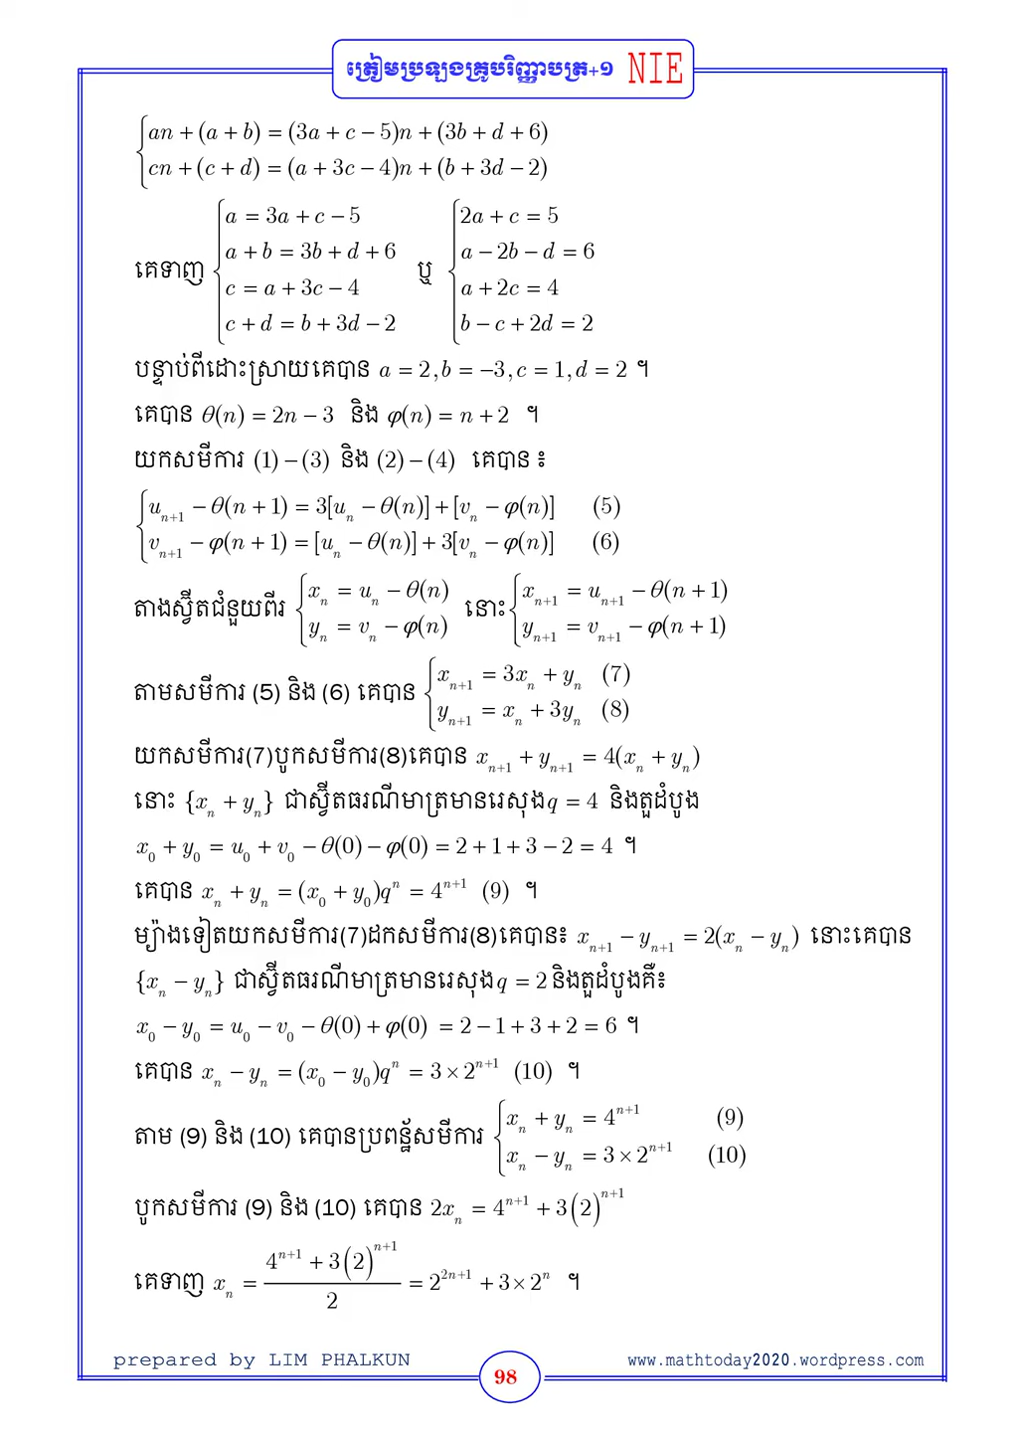 ត្រៀមប្រឡងគ្រូបរិញ្ញាបត្រ+១ NIE
{ an + (a + b) = (3a + c − 5)n + (3b + d + 6)
cn + (c + d) = (a + 3c − 4)n + (b + 3d − 2)
គេទាញ { a = 3a + c − 5 ; a + b = 3b + d + 6 ; c = a + 3c − 4 ; c + d = b + 3d − 2 ឬ { 2a + c = 5 ; a − 2b − d = 6 ; a + 2c = 4 ; b − c + 2d = 2
បន្ទាប់ពីដោះស្រាយគេបាន a = 2, b = −3, c = 1, d = 2 ។
គេបាន θ(n) = 2n − 3 និង φ(n) = n + 2 ។
យកសមីការ (1) − (3) និង (2) − (4) គេបាន ៖
{ u_{n+1} − θ(n + 1) = 3[u_n − θ(n)] + [v_n − φ(n)] (5)
v_{n+1} − φ(n + 1) = [u_n − θ(n)] + 3[v_n − φ(n)] (6)
តាងស្វ៊ីតជំនួយពីរ { x_n = u_n − θ(n) ; y_n = v_n − φ(n) នោះ { x_{n+1} = u_{n+1} − θ(n + 1) ; y_{n+1} = v_{n+1} − φ(n + 1)
តាមសមីការ (5) និង (6) គេបាន { x_{n+1} = 3x_n + y_n (7) ; y_{n+1} = x_n + 3y_n (8)
យកសមីការ(7)បូកសមីការ(8)គេបាន x_{n+1} + y_{n+1} = 4(x_n + y_n)
នោះ {x_n + y_n} ជាស្វ៊ីតធរណីមាត្រមានរេសុងq = 4 និងតួដំបូង
x_0 + y_0 = u_0 + v_0 − θ(0) − φ(0) = 2 + 1 + 3 − 2 = 4 ។
គេបាន x_n + y_n = (x_0 + y_0)q^n = 4^{n+1} (9) ។
ម្យ៉ាងទៀតយកសមីការ(7)ដកសមីការ(8)គេបាន៖ x_{n+1} − y_{n+1} = 2(x_n − y_n) នោះគេបាន
{x_n − y_n} ជាស្វ៊ីតធរណីមាត្រមានរេសុងq = 2 និងតួដំបូងគឺ៖
x_0 − y_0 = u_0 − v_0 − θ(0) + φ(0) = 2 − 1 + 3 + 2 = 6 ។
គេបាន x_n − y_n = (x_0 − y_0)q^n = 3 × 2^{n+1} (10) ។
តាម (9) និង (10) គេបានប្រពន្ធ័សមីការ { x_n + y_n = 4^{n+1} (9) ; x_n − y_n = 3 × 2^{n+1} (10)
បូកសមីការ (9) និង (10) គេបាន 2x_n = 4^{n+1} + 3(2)^{n+1}
គេទាញ x_n = (4^{n+1} + 3(2)^{n+1}) / 2 = 2^{2n+1} + 3 × 2^n ។
prepared by LIM PHALKUN www.mathtoday2020.wordpress.com
98